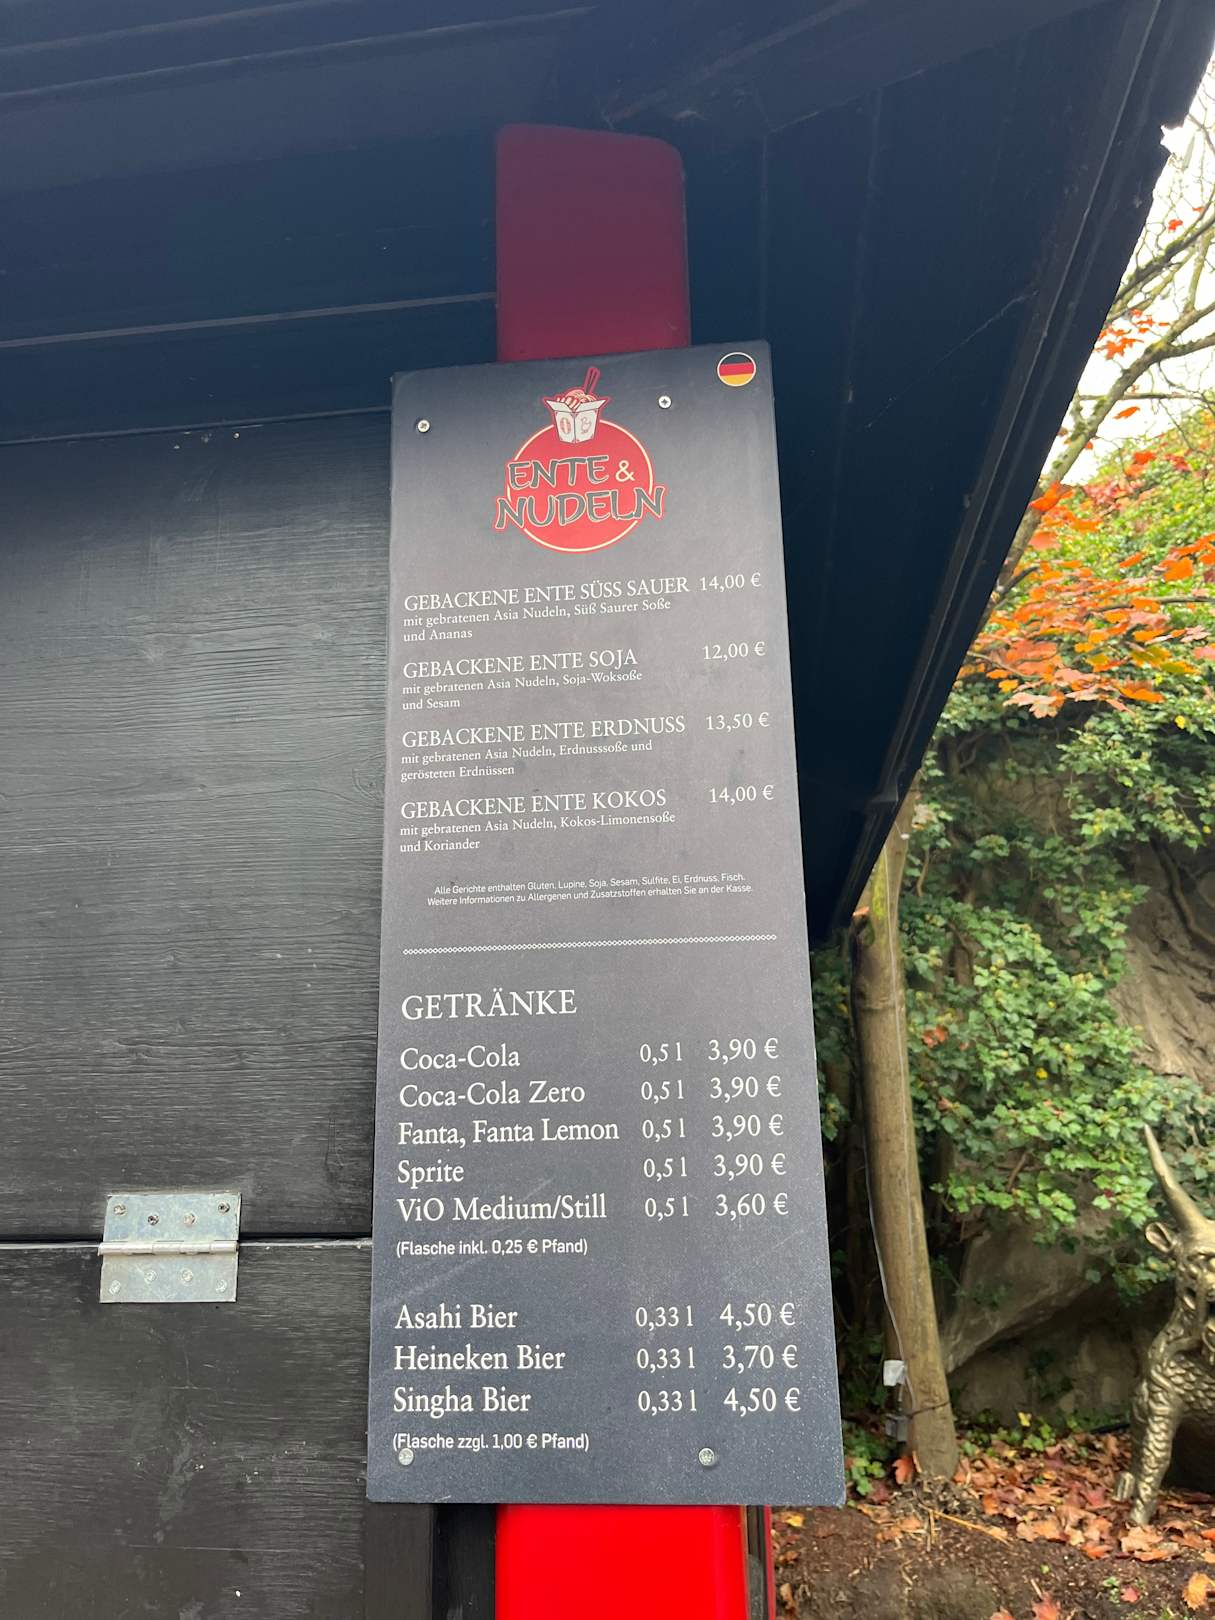 ENTE &
NUDELN
GEBACKENE ENTE SÜSS SAUER 14,00 €
mit gebratenen Asia Nudeln, Süß Saurer Soße
und Ananas
GEBACKENE ENTE SOJA 12,00 €
mit gebratenen Asia Nudeln, Soja-Woksoße
und Sesam
GEBACKENE ENTE ERDNUSS 13,50 €
mit gebratenen Asia Nudeln, Erdnusssoße und
gerösteten Erdnüssen
GEBACKENE ENTE KOKOS 14,00 €
mit gebratenen Asia Nudeln, Kokos-Limonensoße
und Koriander
Alle Gerichte enthalten Gluten, Lupine, Soja, Sesam, Sulfite, Ei, Erdnuss, Fisch.
Weitere Informationen zu Allergenen und Zusatzstoffen erhalten Sie an der Kasse.
GETRÄNKE
Coca-Cola 0,5 l 3,90 €
Coca-Cola Zero 0,5 l 3,90 €
Fanta, Fanta Lemon 0,5 l 3,90 €
Sprite 0,5 l 3,90 €
ViO Medium/Still 0,5 l 3,60 €
(Flasche inkl. 0,25 € Pfand)
Asahi Bier 0,33 l 4,50 €
Heineken Bier 0,33 l 3,70 €
Singha Bier 0,33 l 4,50 €
(Flasche zzgl. 1,00 € Pfand)